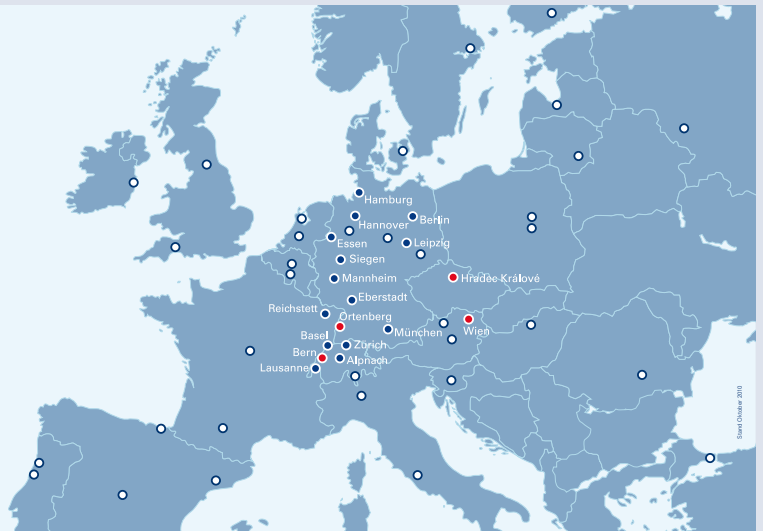 Hamburg
Hannover
Berlin
Essen
Leipzig
Siegen
Hradec Králové
Mannheim
Eberstadt
Reichstett
Ortenberg
Wien
München
Basel
Zürich
Bern
Alpnach
Lausanne
Stand Oktober 2010